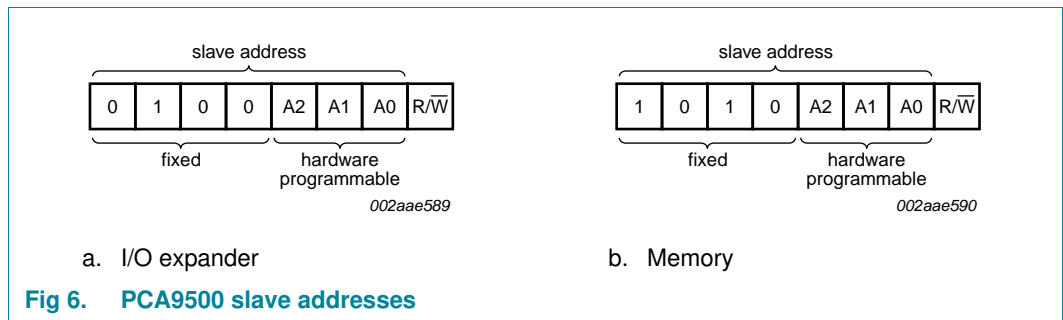 slave address
0 1 0 0 A2 A1 A0 R/W̅
fixed
hardware
programmable
002aae589
a. I/O expander
slave address
1 0 1 0 A2 A1 A0 R/W̅
fixed
hardware
programmable
002aae590
b. Memory
Fig 6. PCA9500 slave addresses